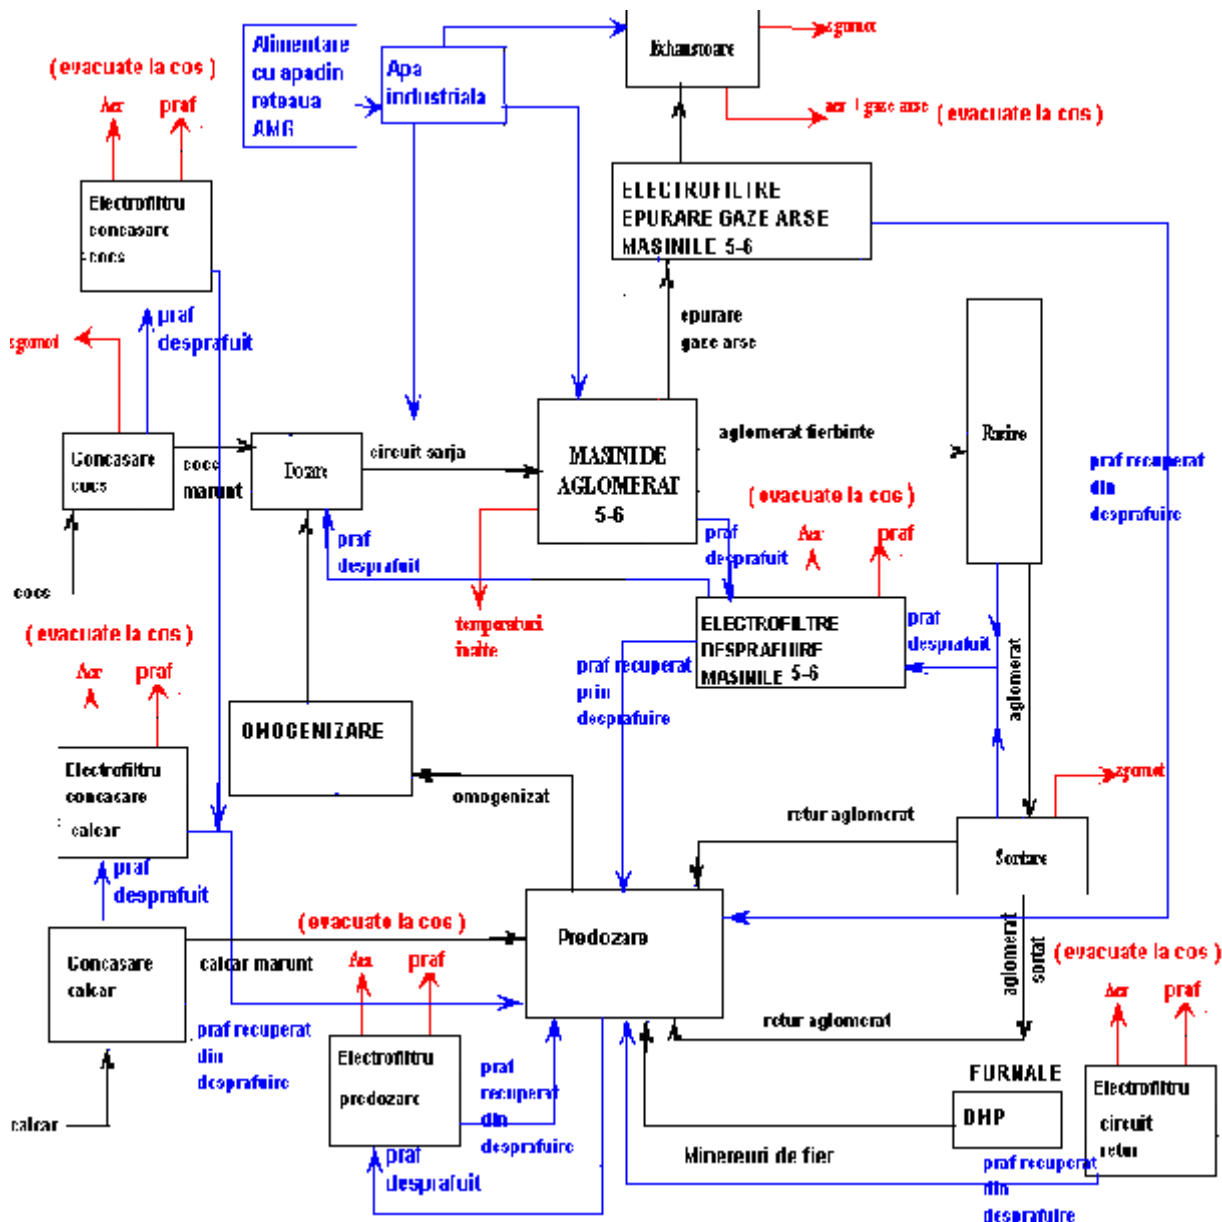 Alimentare
cu apadin
reteaua
AMG
Apa
industriala
Exhaustoare
zgomot
aer + gaze arse
( evacuate la cos )
( evacuate la cos )
Aer
praf
Electrofiltru
concasare
cocs
ELECTROFILTRE
EPURARE GAZE ARSE
MASINILE 5-6
praf
desprafuit
zgomot
epurare
gaze arse
Racire
Concasare
cocs
cocs
marunt
Dozare
circuit sarja
MASINI DE
AGLOMERAT
5-6
aglomerat fierbinte
praf recuperat
din
desprafuire
( evacuate la cos )
Aer
praf
praf
desprafuit
praf
desprafuit
cocs
temperaturi
inalte
ELECTROFILTRE
DESPRAFUIRE
MASINILE 5-6
praf
desprafuit
aglomerat
( evacuate la cos )
Aer
praf
praf recuperat
prin
desprafuire
OMOGENIZARE
Electrofiltru
concasare
calcar
omogenizat
retur aglomerat
zgomot
Sortare
praf
desprafuit
Concasare
calcar
calcar marunt
( evacuate la cos )
Aer
praf
Predozare
aglomerat
sortat
( evacuate la cos )
Aer
praf
praf recuperat
din
desprafuire
retur aglomerat
Electrofiltru
predozare
praf
recuperat
din
desprafuire
FURNALE
DHP
Electrofiltru
circuit
retur
calcar
Minereuri de fier
praf
desprafuit
praf recuperat
din
desprafuire